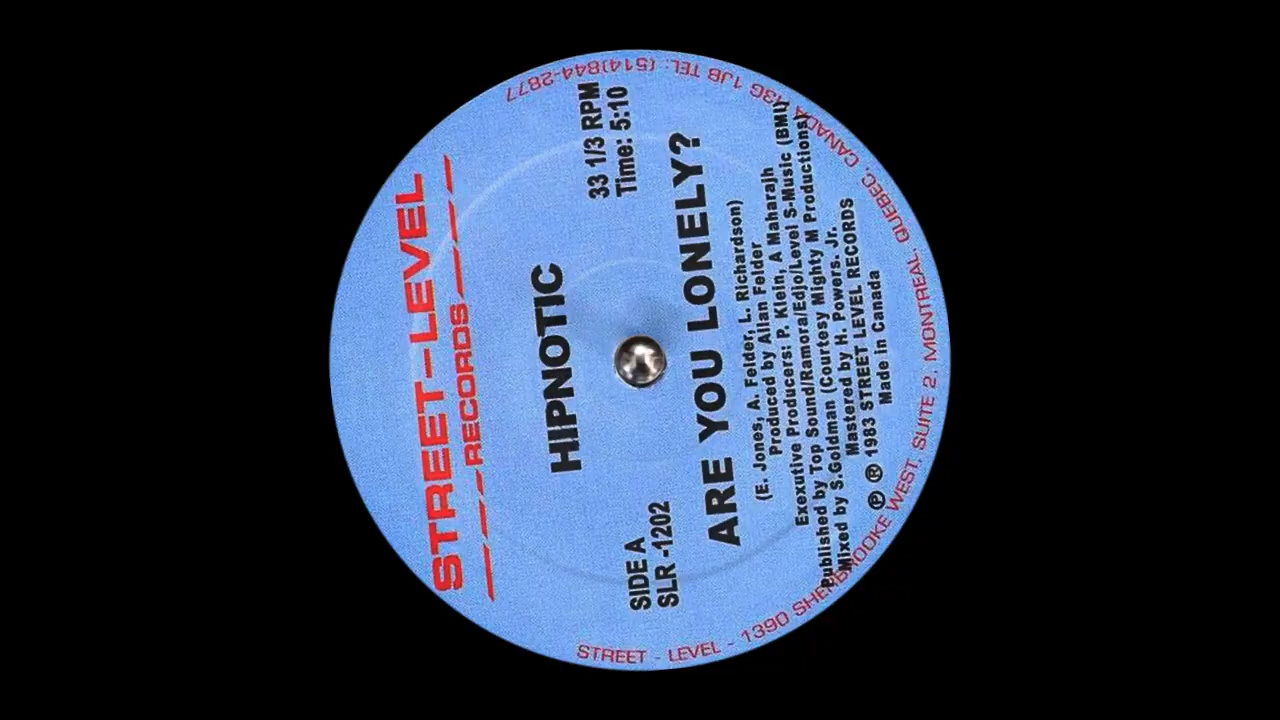 STREET-LEVEL
RECORDS
HIPNOTIC
SIDE A
SLR -1202
33 1/3 RPM
Time: 5:10
ARE YOU LONELY?
(E. Jones, A. Felder, L. Richardson)
Produced by Allan Felder
Exexutive Producers: P. Klein, A Maharajh
Published by Top Sound/Ramora/Edjo/Level S-Music (BMI)
Mixed by S.Goldman (Courtesy Mighty M Productions)
Mastered by H. Powers. Jr.
℗ ® 1983 STREET LEVEL RECORDS
Made in Canada
STREET - LEVEL - 1390 SHERBROOKE WEST, SUITE 2, MONTREAL, QUEBEC, CANADA H3G 1JB TEL: (514)844-2877